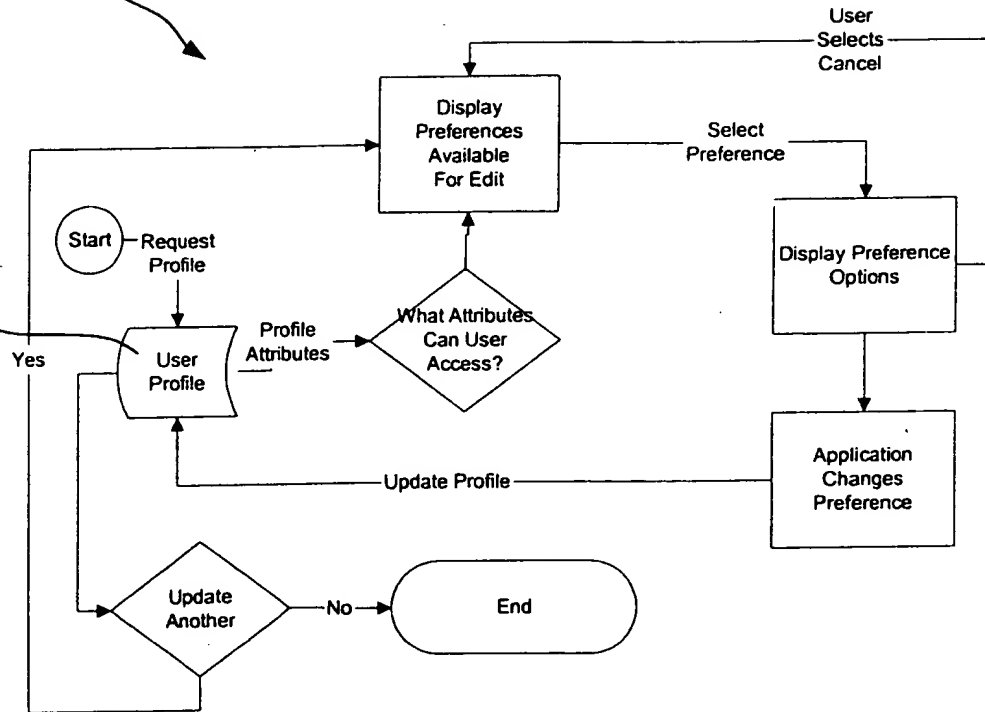 User
Selects
Cancel
Display
Preferences
Available
For Edit
Select
Preference
Start
Request
Profile
Display Preference
Options
What Attributes
Can User
Access?
Profile
Attributes
User
Profile
Yes
Application
Changes
Preference
Update Profile
Update
Another
No
End